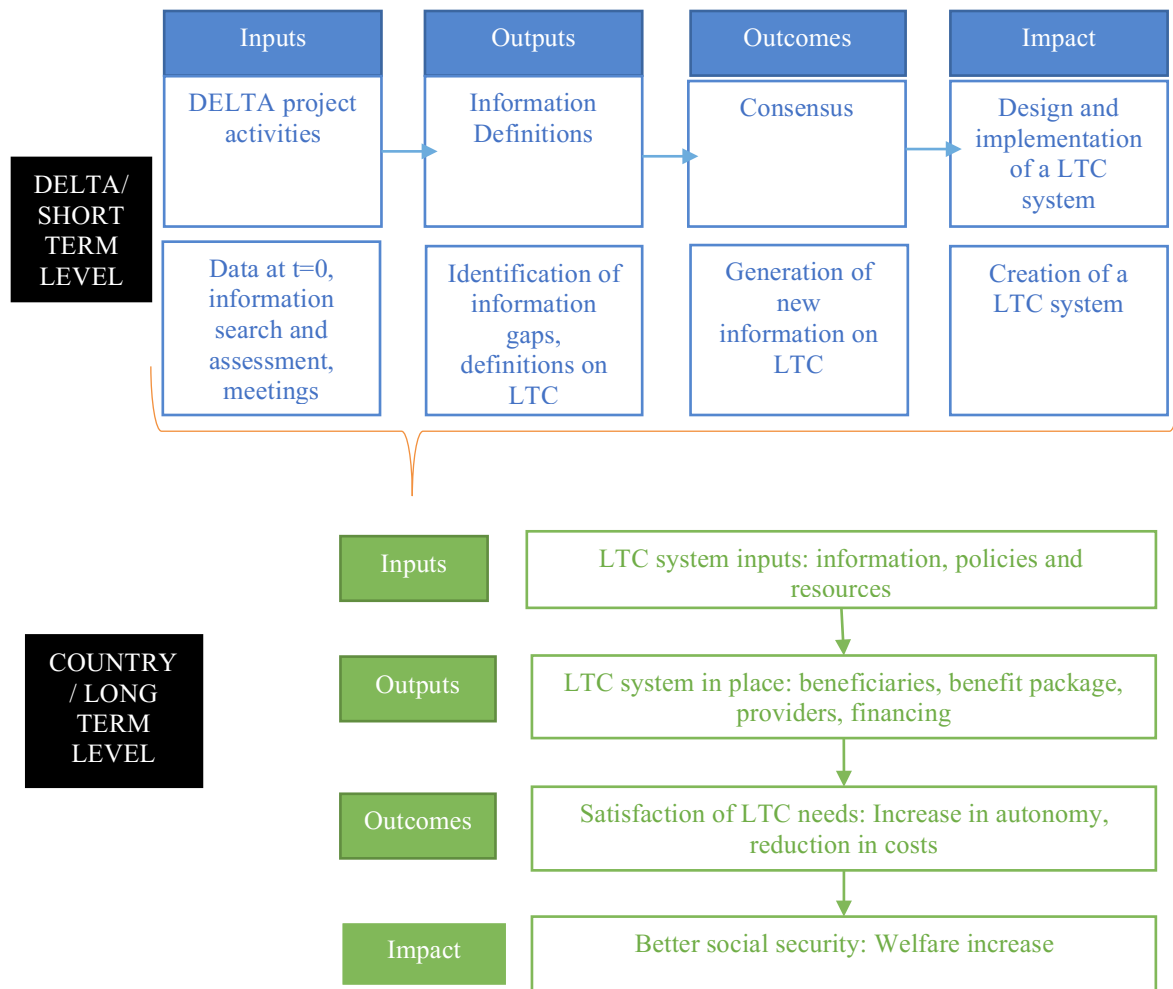 Inputs
Outputs
Outcomes
Impact
DELTA project
activities
Information
Definitions
Consensus
Design and
implementation
of a LTC
system
DELTA/
SHORT
TERM
LEVEL
Data at t=0,
information
search and
assessment,
meetings
Identification of
information
gaps,
definitions on
LTC
Generation of
new
information on
LTC
Creation of a
LTC system
COUNTRY
/ LONG
TERM
LEVEL
Inputs
LTC system inputs: information, policies and
resources
Outputs
LTC system in place: beneficiaries, benefit package,
providers, financing
Outcomes
Satisfaction of LTC needs: Increase in autonomy,
reduction in costs
Impact
Better social security: Welfare increase